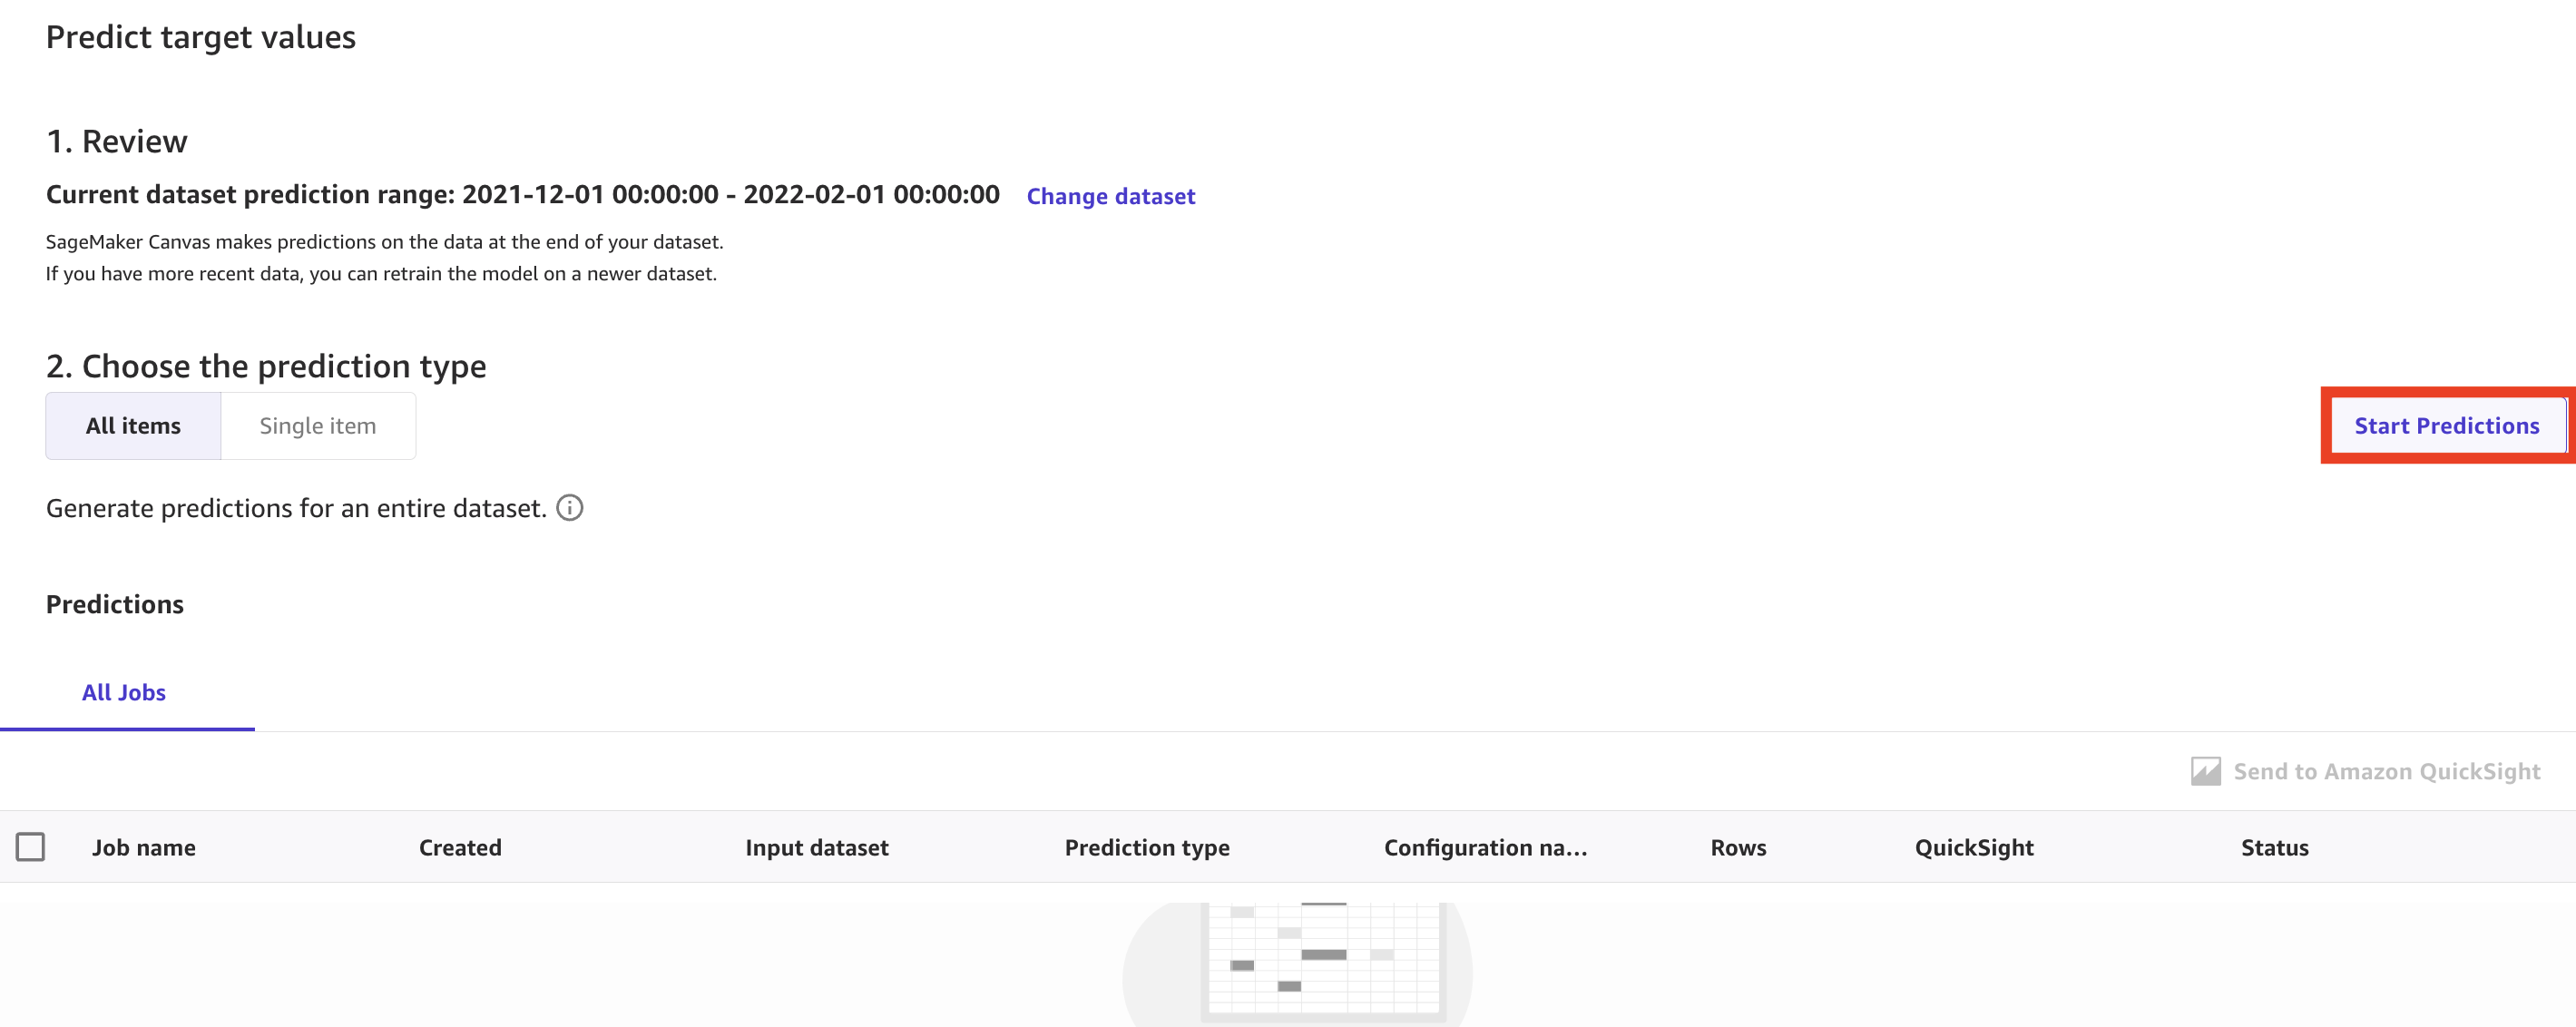 Predict target values
1. Review
Current dataset prediction range: 2021-12-01 00:00:00 - 2022-02-01 00:00:00 Change dataset
SageMaker Canvas makes predictions on the data at the end of your dataset.
If you have more recent data, you can retrain the model on a newer dataset.
2. Choose the prediction type
All items Single item Start Predictions
Generate predictions for an entire dataset.
Predictions
All Jobs
Send to Amazon QuickSight
Job name Created Input dataset Prediction type Configuration na... Rows QuickSight Status